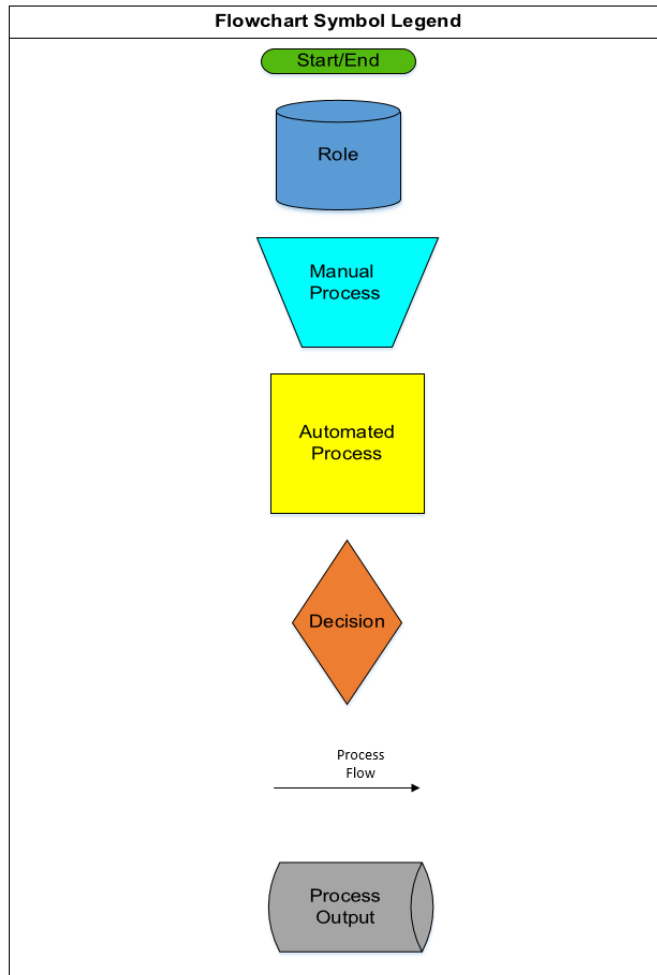 Flowchart Symbol Legend
Start/End
Role
Manual
Process
Automated
Process
Decision
Process
Flow
Process
Output